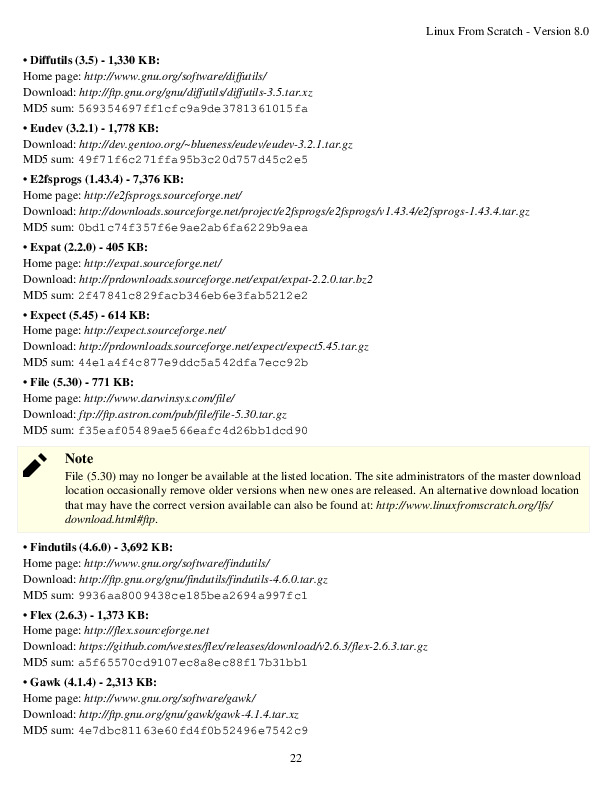 Linux From Scratch - Version 8.0
• Diffutils (3.5) - 1,330 KB:
Home page: http://www.gnu.org/software/diffutils/
Download: http://ftp.gnu.org/gnu/diffutils/diffutils-3.5.tar.xz
MD5 sum: 569354697ff1cfc9a9de3781361015fa
• Eudev (3.2.1) - 1,778 KB:
Download: http://dev.gentoo.org/~blueness/eudev/eudev-3.2.1.tar.gz
MD5 sum: 49f71f6c271ffa95b3c20d757d45c2e5
• E2fsprogs (1.43.4) - 7,376 KB:
Home page: http://e2fsprogs.sourceforge.net/
Download: http://downloads.sourceforge.net/project/e2fsprogs/e2fsprogs/v1.43.4/e2fsprogs-1.43.4.tar.gz
MD5 sum: 0bd1c74f357f6e9ae2ab6fa6229b9aea
• Expat (2.2.0) - 405 KB:
Home page: http://expat.sourceforge.net/
Download: http://prdownloads.sourceforge.net/expat/expat-2.2.0.tar.bz2
MD5 sum: 2f47841c829facb346eb6e3fab5212e2
• Expect (5.45) - 614 KB:
Home page: http://expect.sourceforge.net/
Download: http://prdownloads.sourceforge.net/expect/expect5.45.tar.gz
MD5 sum: 44e1a4f4c877e9ddc5a542dfa7ecc92b
• File (5.30) - 771 KB:
Home page: http://www.darwinsys.com/file/
Download: ftp://ftp.astron.com/pub/file/file-5.30.tar.gz
MD5 sum: f35eaf05489ae566eafc4d26bb1dcd90
Note
File (5.30) may no longer be available at the listed location. The site administrators of the master download
location occasionally remove older versions when new ones are released. An alternative download location
that may have the correct version available can also be found at: http://www.linuxfromscratch.org/lfs/
download.html#ftp.
• Findutils (4.6.0) - 3,692 KB:
Home page: http://www.gnu.org/software/findutils/
Download: http://ftp.gnu.org/gnu/findutils/findutils-4.6.0.tar.gz
MD5 sum: 9936aa8009438ce185bea2694a997fc1
• Flex (2.6.3) - 1,373 KB:
Home page: http://flex.sourceforge.net
Download: https://github.com/westes/flex/releases/download/v2.6.3/flex-2.6.3.tar.gz
MD5 sum: a5f65570cd9107ec8a8ec88f17b31bb1
• Gawk (4.1.4) - 2,313 KB:
Home page: http://www.gnu.org/software/gawk/
Download: http://ftp.gnu.org/gnu/gawk/gawk-4.1.4.tar.xz
MD5 sum: 4e7dbc81163e60fd4f0b52496e7542c9
22